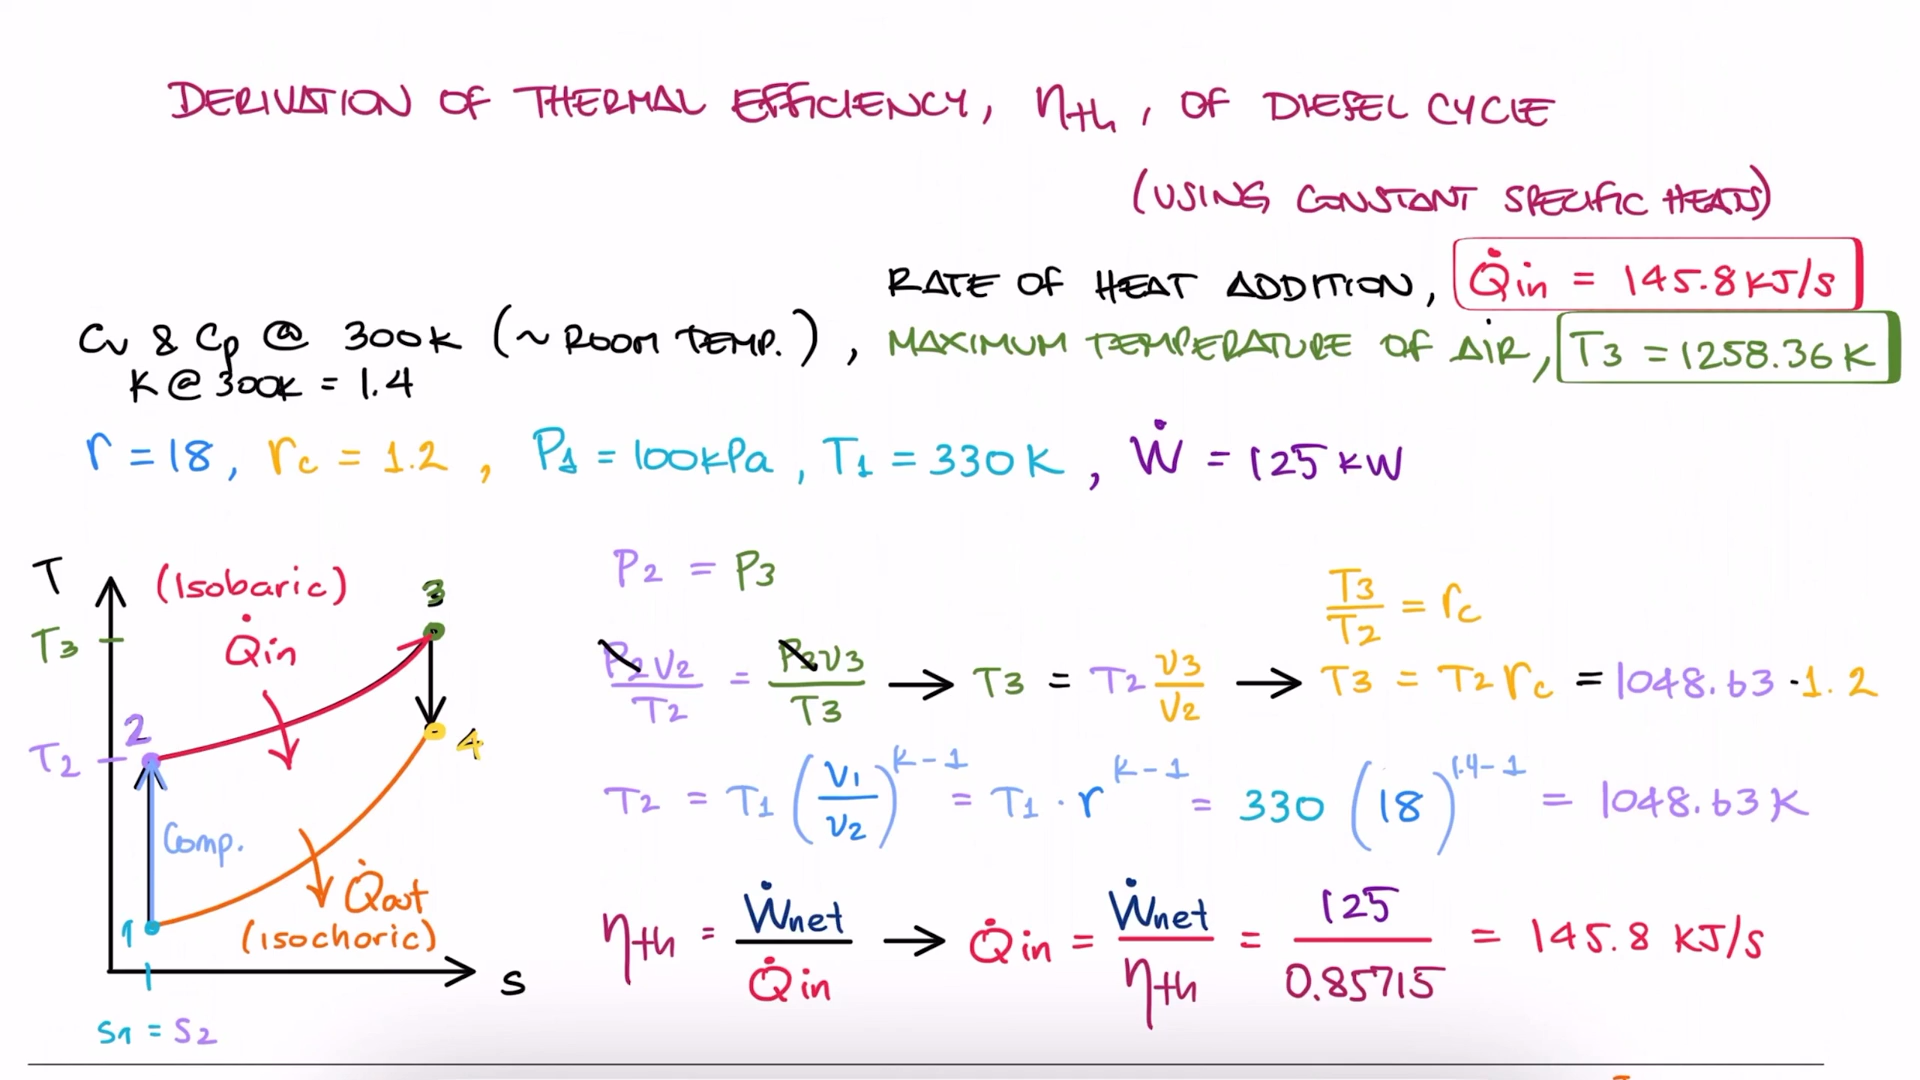 DERIVATION OF THERMAL EFFICIENCY, ηth, OF DIESEL CYCLE
(USING CONSTANT SPECIFIC HEATS)
RATE OF HEAT ADDITION, Q̇in = 145.8 kJ/s
Cv & Cp @ 300K (~ ROOM TEMP.), MAXIMUM TEMPERATURE OF AIR, T3 = 1258.36 K
K @ 300K = 1.4
r = 18, rc = 1.2, P1 = 100kPa, T1 = 330 K, Ẇ = 125 kW
T
(Isobaric)
3
T3
Q̇in
2
T2
4
Comp.
Q̇out
(isochoric)
1
s
1
S1 = S2
P2 = P3
T3/T2 = rc
P2V2/T2 = P3V3/T3 → T3 = T2 V3/V2 → T3 = T2 rc = 1048.63 · 1.2
T2 = T1 (V1/V2)^K-1 = T1 · r^K-1 = 330 (18)^1.4-1 = 1048.63 K
ηth = Ẇnet/Q̇in → Q̇in = Ẇnet/ηth = 125/0.85715 = 145.8 kJ/s